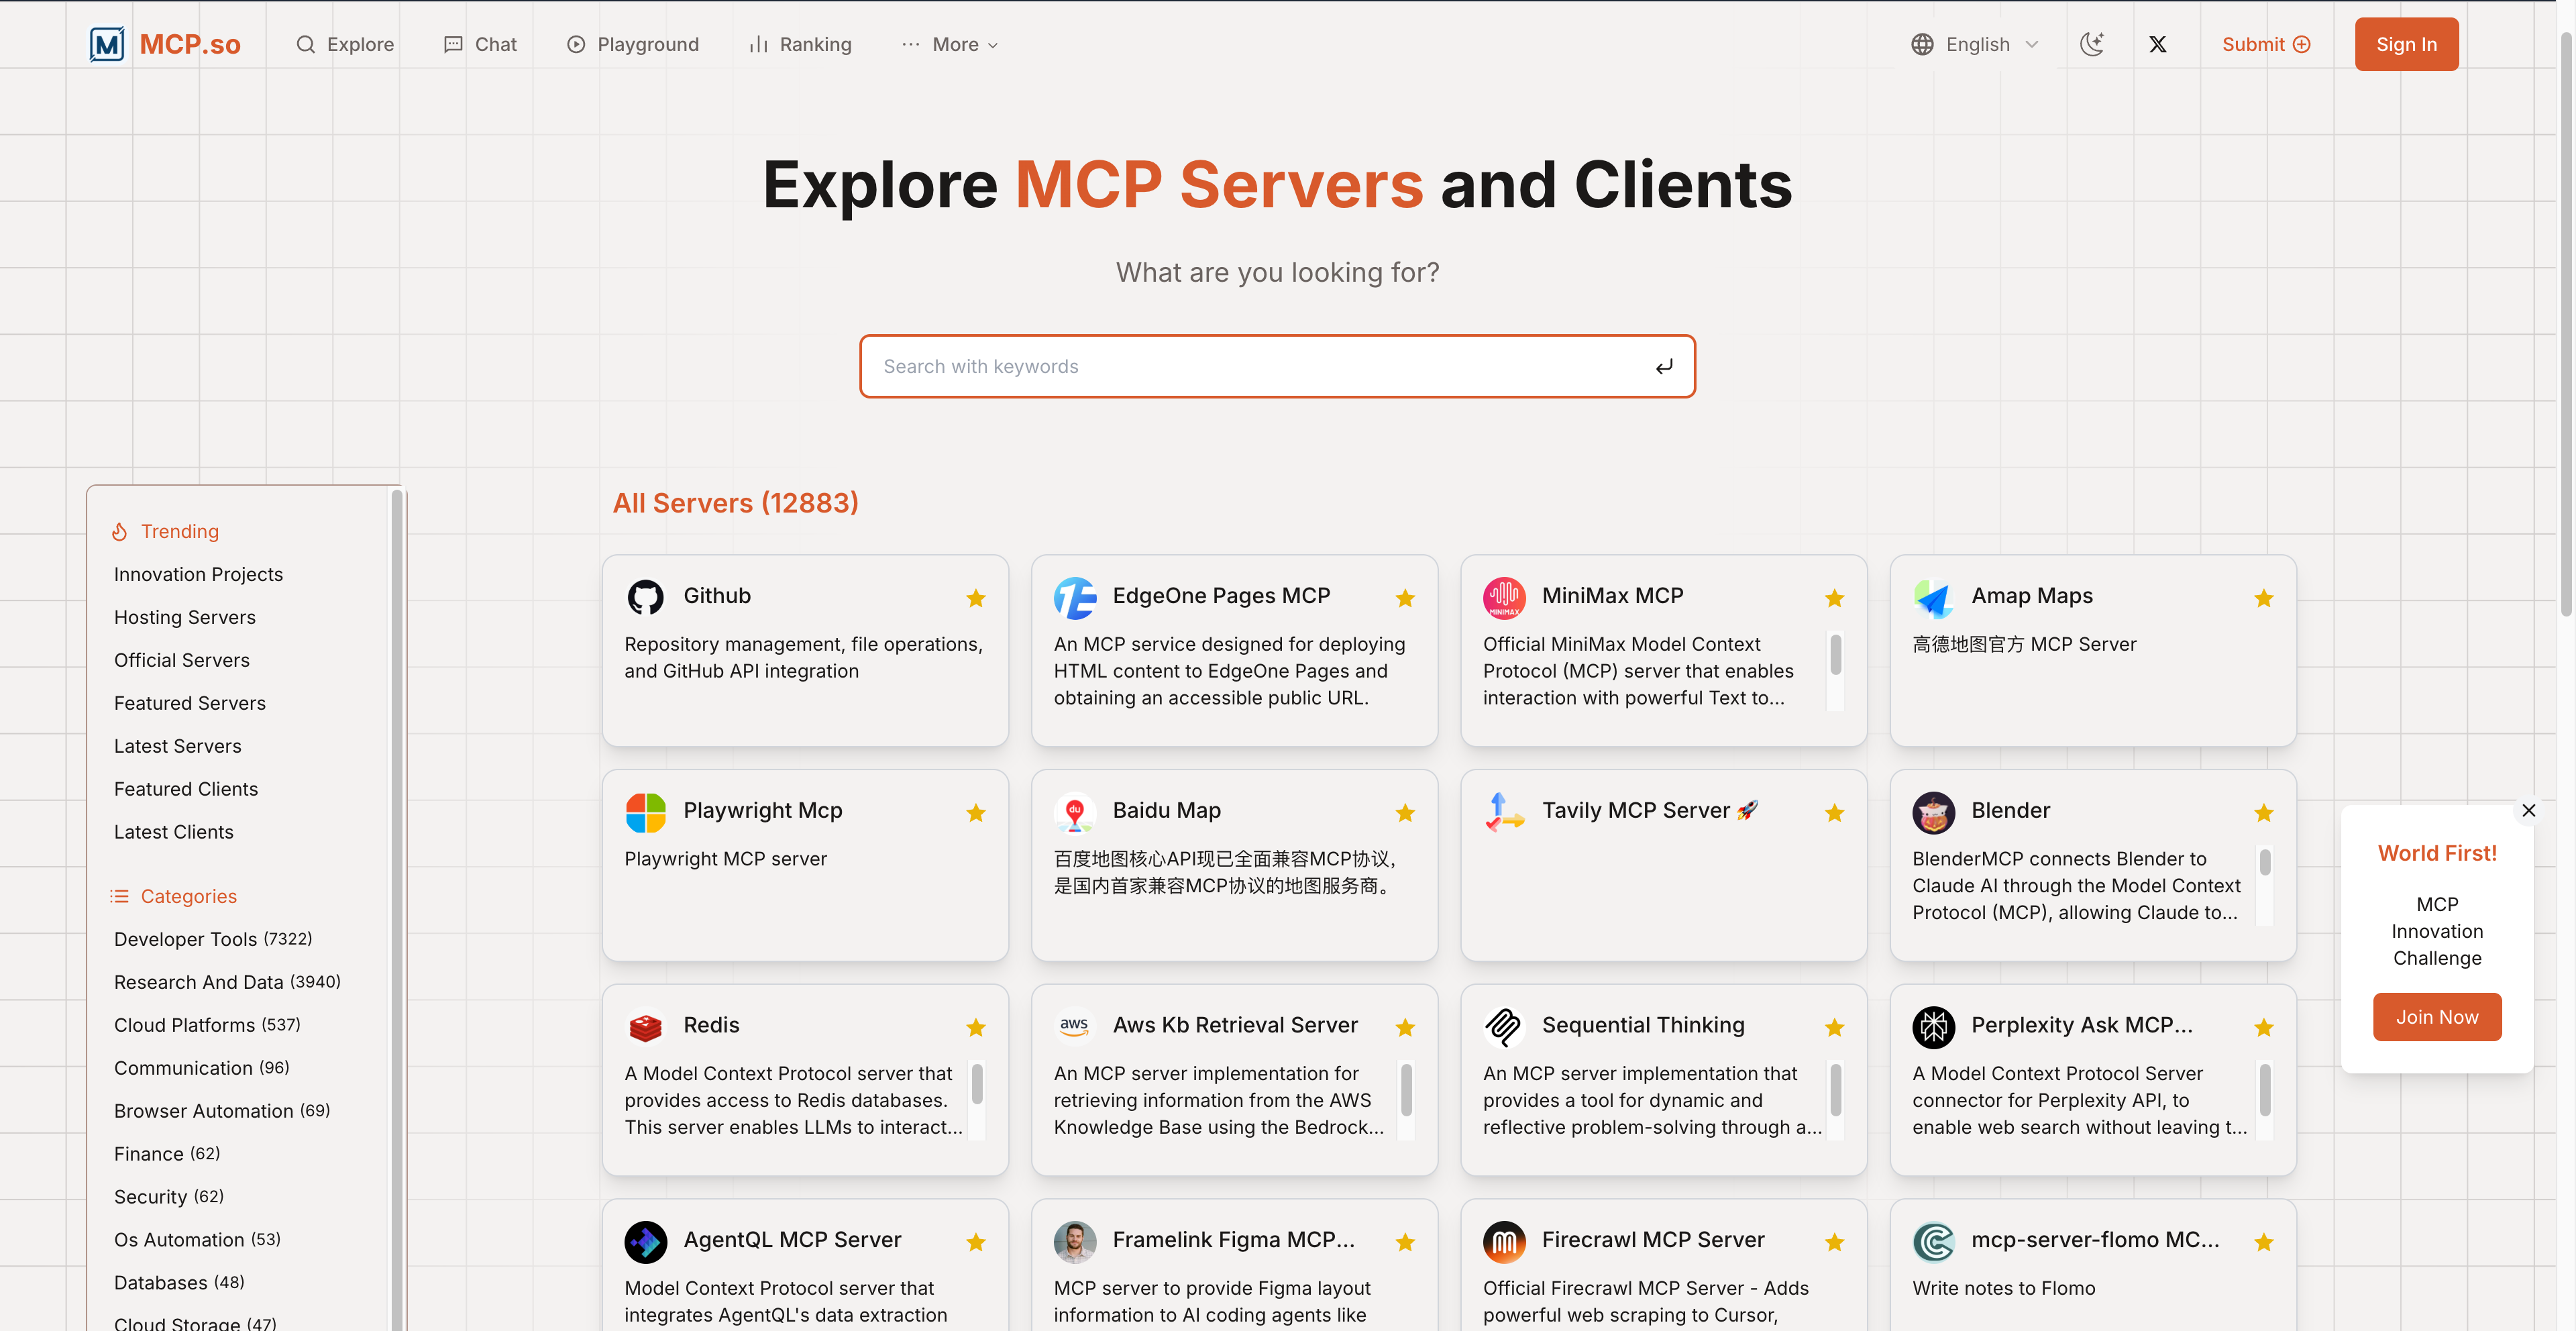 MCP.so
Explore
Chat
Playground
Ranking
More
English
Submit
Sign In
Explore MCP Servers and Clients
What are you looking for?
Search with keywords
Trending
Innovation Projects
Hosting Servers
Official Servers
Featured Servers
Latest Servers
Featured Clients
Latest Clients
Categories
Developer Tools (7322)
Research And Data (3940)
Cloud Platforms (537)
Communication (96)
Browser Automation (69)
Finance (62)
Security (62)
Os Automation (53)
Databases (48)
Cloud Storage (47)
All Servers (12883)
Github
Repository management, file operations,
and GitHub API integration
EdgeOne Pages MCP
An MCP service designed for deploying
HTML content to EdgeOne Pages and
obtaining an accessible public URL.
MINIMAX
MiniMax MCP
Official MiniMax Model Context
Protocol (MCP) server that enables
interaction with powerful Text to...
Amap Maps
高德地图官方 MCP Server
Playwright Mcp
Playwright MCP server
du
Baidu Map
百度地图核心API现已全面兼容MCP协议，
是国内首家兼容MCP协议的地图服务商。
Tavily MCP Server 🚀
Blender
BlenderMCP connects Blender to
Claude AI through the Model Context
Protocol (MCP), allowing Claude to...
Redis
A Model Context Protocol server that
provides access to Redis databases.
This server enables LLMs to interact...
aws
Aws Kb Retrieval Server
An MCP server implementation for
retrieving information from the AWS
Knowledge Base using the Bedrock...
Sequential Thinking
An MCP server implementation that
provides a tool for dynamic and
reflective problem-solving through a...
Perplexity Ask MCP...
A Model Context Protocol Server
connector for Perplexity API, to
enable web search without leaving t...
AgentQL MCP Server
Model Context Protocol server that
integrates AgentQL's data extraction
Framelink Figma MCP...
MCP server to provide Figma layout
information to AI coding agents like
Firecrawl MCP Server
Official Firecrawl MCP Server - Adds
powerful web scraping to Cursor,
mcp-server-flomo MC...
Write notes to Flomo
World First!
MCP
Innovation
Challenge
Join Now